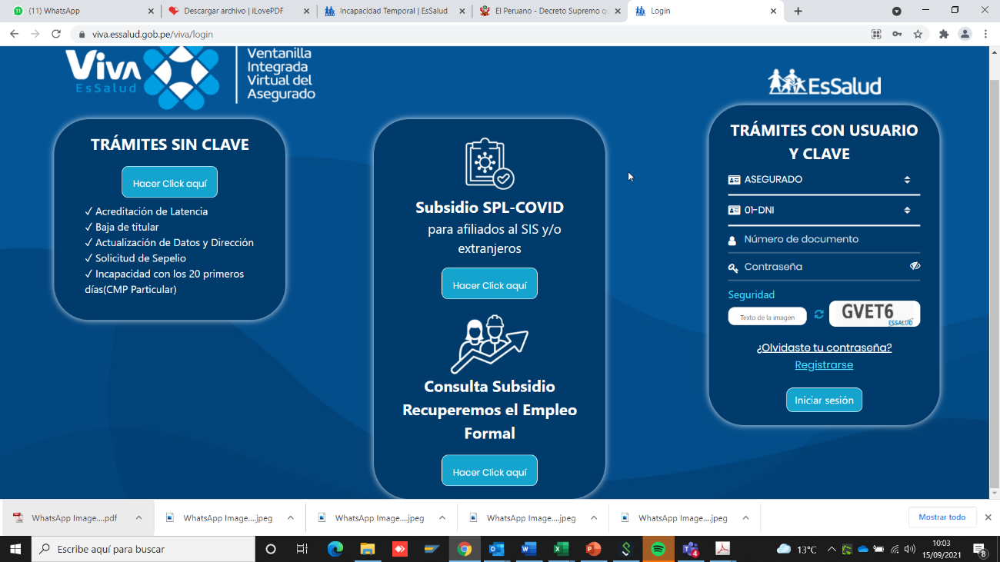 (11) WhatsApp
Descargar archivo | iLovePDF
Incapacidad Temporal | EsSalud
El Peruano - Decreto Supremo qu
Login
viva.essalud.gob.pe/viva/login
Viva
EsSalud
Ventanilla
Integrada
Virtual del
Asegurado
TRÁMITES SIN CLAVE
Hacer Click aquí
✓ Acreditación de Latencia
✓ Baja de titular
✓ Actualización de Datos y Dirección
✓ Solicitud de Sepelio
✓ Incapacidad con los 20 primeros
días(CMP Particular)
Subsidio SPL-COVID
para afiliados al SIS y/o
extranjeros
Hacer Click aquí
Consulta Subsidio
Recuperemos el Empleo
Formal
Hacer Click aquí
EsSalud
TRÁMITES CON USUARIO
Y CLAVE
ASEGURADO
01-DNI
Número de documento
Contraseña
Seguridad
Texto de la imagen
GVET6
ESSALUD
¿Olvidaste tu contraseña?
Registrarse
Iniciar sesión
WhatsApp Image....pdf
WhatsApp Image....jpeg
WhatsApp Image....jpeg
WhatsApp Image....jpeg
WhatsApp Image....jpeg
Mostrar todo
Escribe aquí para buscar
13°C
10:03
15/09/2021
8